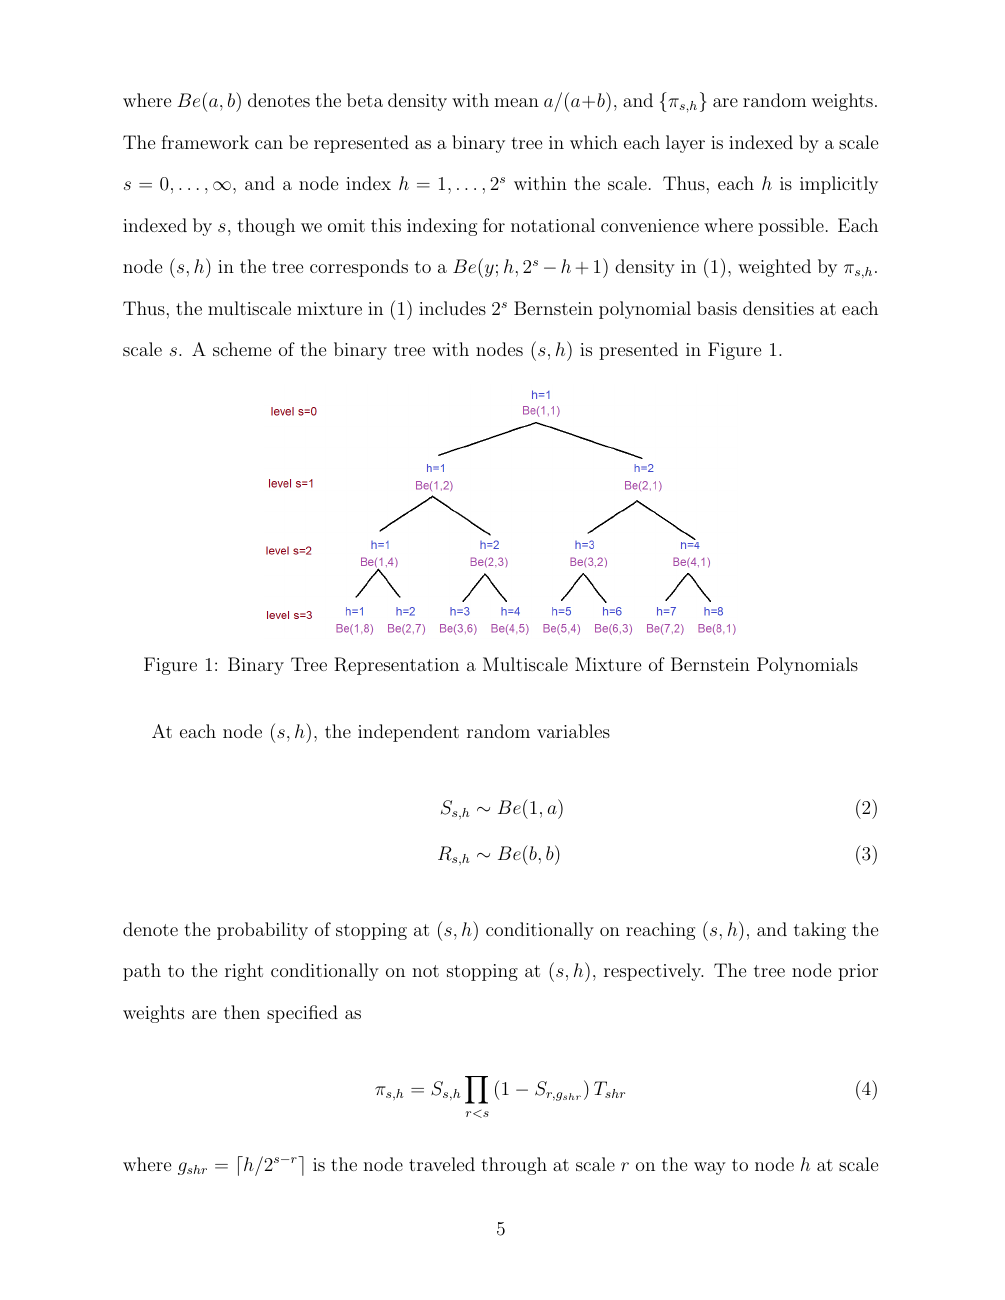 where Be(a, b) denotes the beta density with mean a/(a+b), and {π_{s,h}} are random weights.
The framework can be represented as a binary tree in which each layer is indexed by a scale
s = 0, . . . , ∞, and a node index h = 1, . . . , 2^s within the scale. Thus, each h is implicitly
indexed by s, though we omit this indexing for notational convenience where possible. Each
node (s, h) in the tree corresponds to a Be(y; h, 2^s − h + 1) density in (1), weighted by π_{s,h}.
Thus, the multiscale mixture in (1) includes 2^s Bernstein polynomial basis densities at each
scale s. A scheme of the binary tree with nodes (s, h) is presented in Figure 1.
h=1
level s=0 Be(1,1)
h=1 h=2
level s=1 Be(1,2) Be(2,1)
h=1 h=2 h=3 h=4
level s=2 Be(1,4) Be(2,3) Be(3,2) Be(4,1)
level s=3 h=1 h=2 h=3 h=4 h=5 h=6 h=7 h=8
Be(1,8) Be(2,7) Be(3,6) Be(4,5) Be(5,4) Be(6,3) Be(7,2) Be(8,1)
Figure 1: Binary Tree Representation a Multiscale Mixture of Bernstein Polynomials
At each node (s, h), the independent random variables
S_{s,h} ∼ Be(1, a) (2)
R_{s,h} ∼ Be(b, b) (3)
denote the probability of stopping at (s, h) conditionally on reaching (s, h), and taking the
path to the right conditionally on not stopping at (s, h), respectively. The tree node prior
weights are then specified as
π_{s,h} = S_{s,h} ∏_{r<s} (1 − S_{r,g_{shr}}) T_{shr} (4)
where g_{shr} = ⌈h/2^{s−r}⌉ is the node traveled through at scale r on the way to node h at scale
5